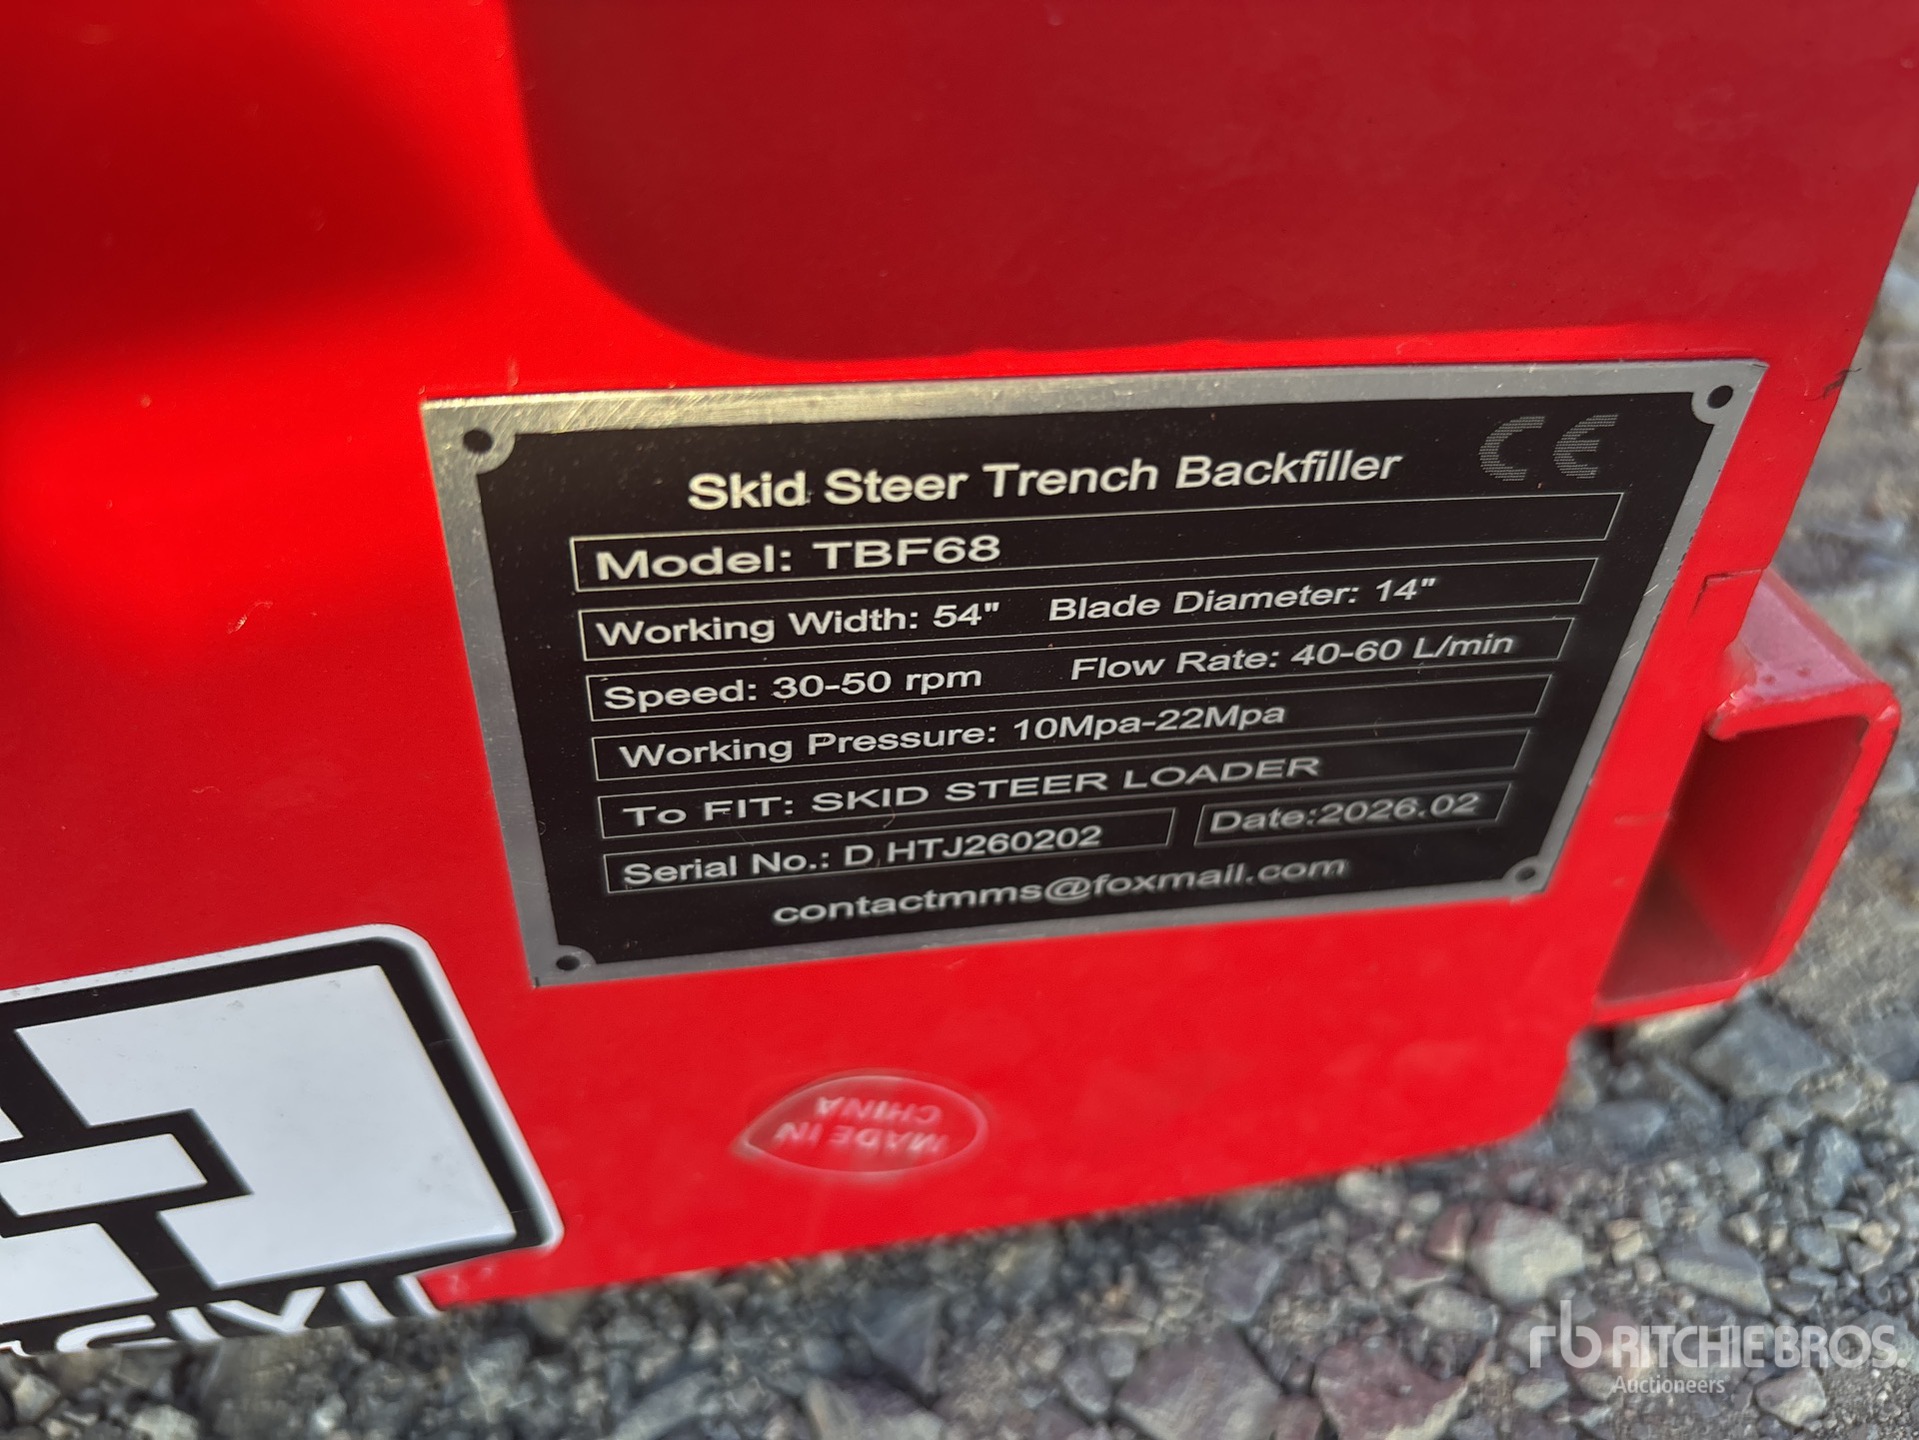 CE
Skid Steer Trench Backfiller
Model: TBF68
Working Width: 54" Blade Diameter: 14"
Speed: 30-50 rpm Flow Rate: 40-60 L/min
Working Pressure: 10Mpa-22Mpa
To FIT: SKID STEER LOADER
Serial No.: D HTJ260202 Date:2026.02
contactmms@foxmail.com
MADE IN
CHINA
rb RITCHIE BROS.
Auctioneers